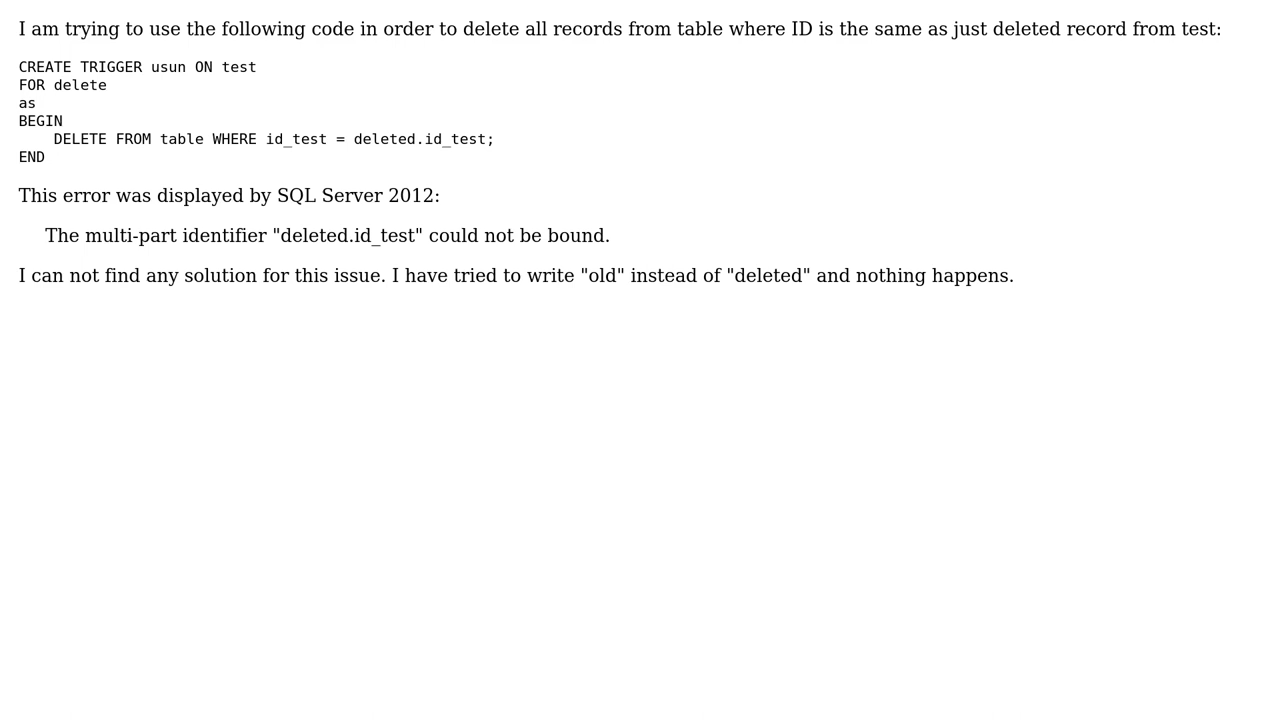 I am trying to use the following code in order to delete all records from table where ID is the same as just deleted record from test:
CREATE TRIGGER usun ON test
FOR delete
as
BEGIN
    DELETE FROM table WHERE id_test = deleted.id_test;
END
This error was displayed by SQL Server 2012:
The multi-part identifier "deleted.id_test" could not be bound.
I can not find any solution for this issue. I have tried to write "old" instead of "deleted" and nothing happens.